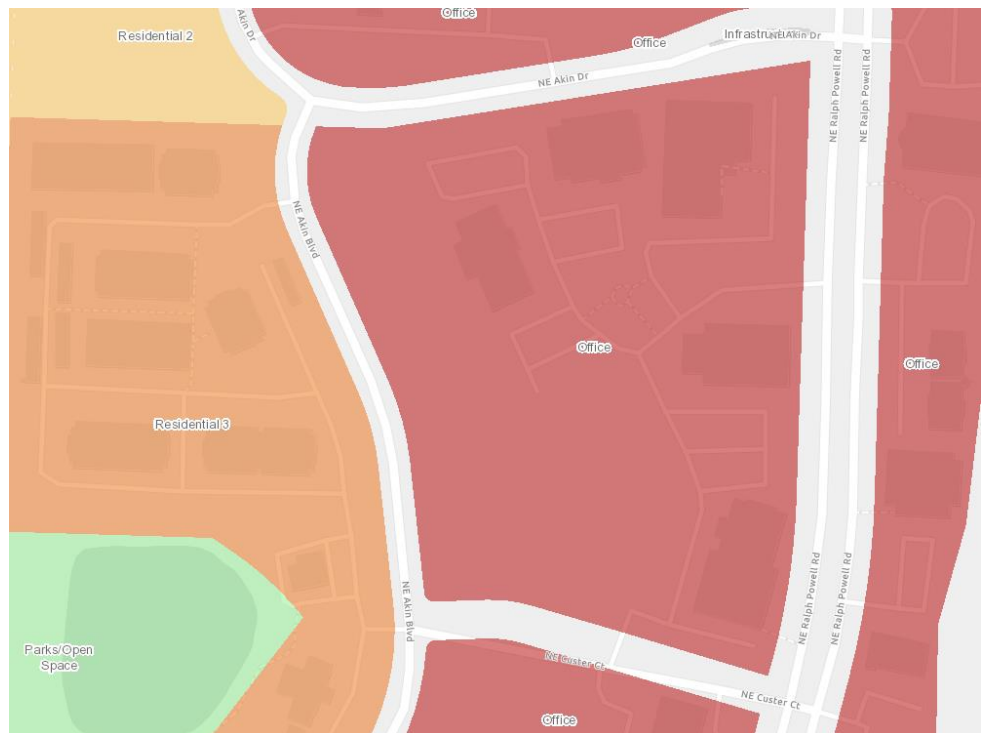 Office
Akin Dr
Residential 2
Office
NE Akin Dr
NE Akin Dr
NE Ralph Powell Rd
NE Ralph Powell Rd
NE Akin Blvd
Office
Office
Residential 3
NE Akin Blvd
NE Ralph Powell Rd
NE Ralph Powell Rd
Parks/Open
Space
NE Custer Ct
NE Custer Ct
Office